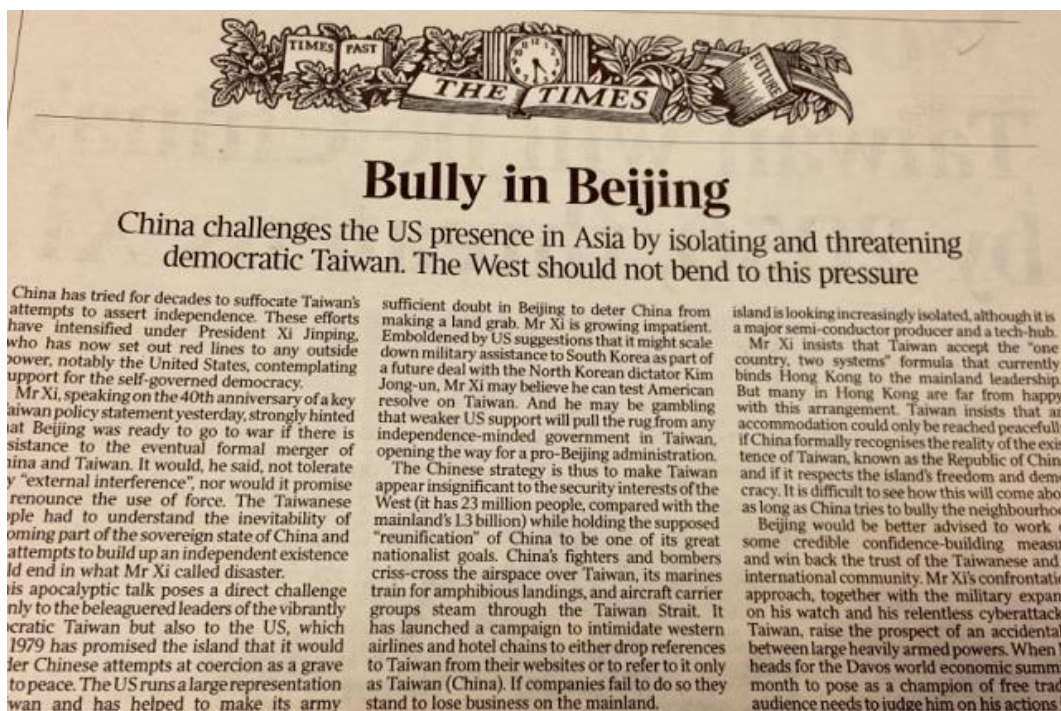 TIMES PAST
THE TIMES
FUTURE
Bully in Beijing
China challenges the US presence in Asia by isolating and threatening
democratic Taiwan. The West should not bend to this pressure
China has tried for decades to suffocate Taiwan's
attempts to assert independence. These efforts
have intensified under President Xi Jinping,
who has now set out red lines to any outside
power, notably the United States, contemplating
upport for the self-governed democracy.
Mr Xi, speaking on the 40th anniversary of a key
aiwan policy statement yesterday, strongly hinted
at Beijing was ready to go to war if there is
sistance to the eventual formal merger of
ina and Taiwan. It would, he said, not tolerate
y "external interference", nor would it promise
renounce the use of force. The Taiwanese
ple had to understand the inevitability of
oming part of the sovereign state of China and
attempts to build up an independent existence
ld end in what Mr Xi called disaster.
is apocalyptic talk poses a direct challenge
nly to the beleaguered leaders of the vibrantly
cratic Taiwan but also to the US, which
1979 has promised the island that it would
der Chinese attempts at coercion as a grave
to peace. The US runs a large representation
wan and has helped to make its army
sufficient doubt in Beijing to deter China from
making a land grab. Mr Xi is growing impatient.
Emboldened by US suggestions that it might scale
down military assistance to South Korea as part of
a future deal with the North Korean dictator Kim
Jong-un, Mr Xi may believe he can test American
resolve on Taiwan. And he may be gambling
that weaker US support will pull the rug from any
independence-minded government in Taiwan,
opening the way for a pro-Beijing administration.
The Chinese strategy is thus to make Taiwan
appear insignificant to the security interests of the
West (it has 23 million people, compared with the
mainland's 1.3 billion) while holding the supposed
"reunification" of China to be one of its great
nationalist goals. China's fighters and bombers
criss-cross the airspace over Taiwan, its marines
train for amphibious landings, and aircraft carrier
groups steam through the Taiwan Strait. It
has launched a campaign to intimidate western
airlines and hotel chains to either drop references
to Taiwan from their websites or to refer to it only
as Taiwan (China). If companies fail to do so they
stand to lose business on the mainland.
island is looking increasingly isolated, although it is
a major semi-conductor producer and a tech-hub.
Mr Xi insists that Taiwan accept the "one
country, two systems" formula that currently
binds Hong Kong to the mainland leadership.
But many in Hong Kong are far from happy
with this arrangement. Taiwan insists that a
accommodation could only be reached peacefull
if China formally recognises the reality of the exi
tence of Taiwan, known as the Republic of Chin
and if it respects the island's freedom and dem
cracy. It is difficult to see how this will come abo
as long as China tries to bully the neighbourho
Beijing would be better advised to work
some credible confidence-building measu
and win back the trust of the Taiwanese and
international community. Mr Xi's confrontatio
approach, together with the military expan
on his watch and his relentless cyberattack
Taiwan, raise the prospect of an accidental
between large heavily armed powers. When
heads for the Davos world economic summ
month to pose as a champion of free trad
audience needs to judge him on his actions